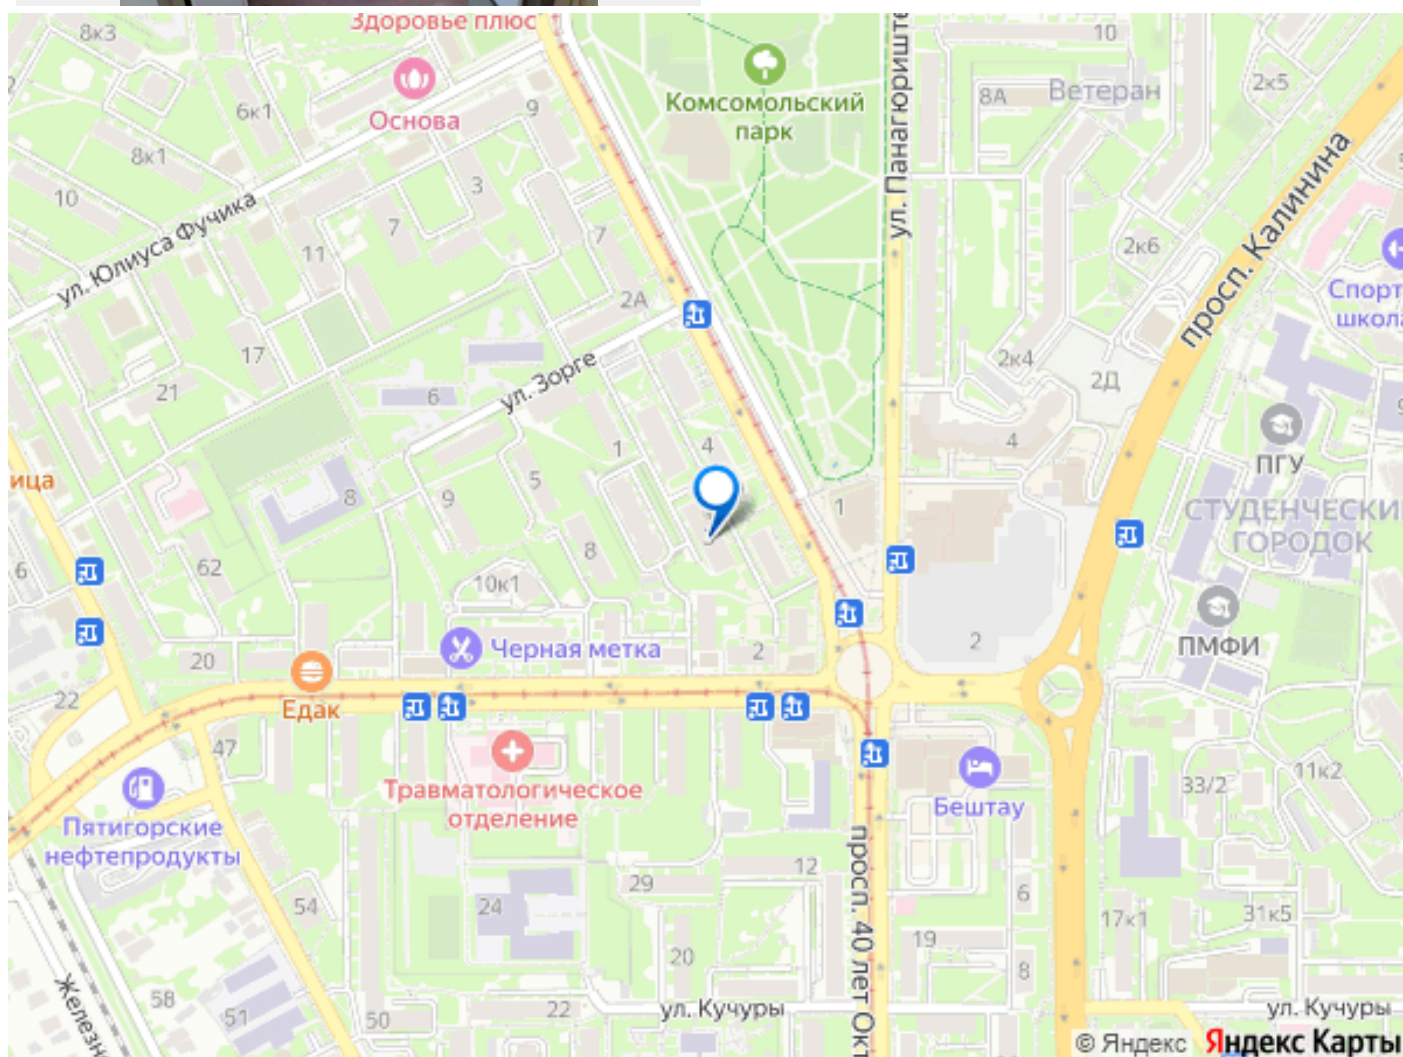 Здоровье плюс
8к3
10
ул. Панагюриште
2к5
Комсомольский
парк
Ветеран
8А
Основа
6к1
9
8к1
просп. Калинина
10
ул. Юлиуса Фучика
3
7
11
7
2к6
2А
Спорт
школа
17
ул. Зорге
2к4
2Д
21
6
1
4
4
ПГУ
ица
8
9
5
1
СТУДЕНЧЕСКИ
ГОРОДОК
6
62
8
10к1
ПМФИ
20
Черная метка
2
2
22
Едак
47
Травматологическое
отделение
Бештау
33/2
11к2
Пятигорские
нефтепродукты
просп. 40 лет Окт
12
29
6
54
24
19
17к1
31к5
20
8
Железн
58
51
50
22
ул. Кучуры
ул. Кучуры
© Яндекс Яндекс Карты